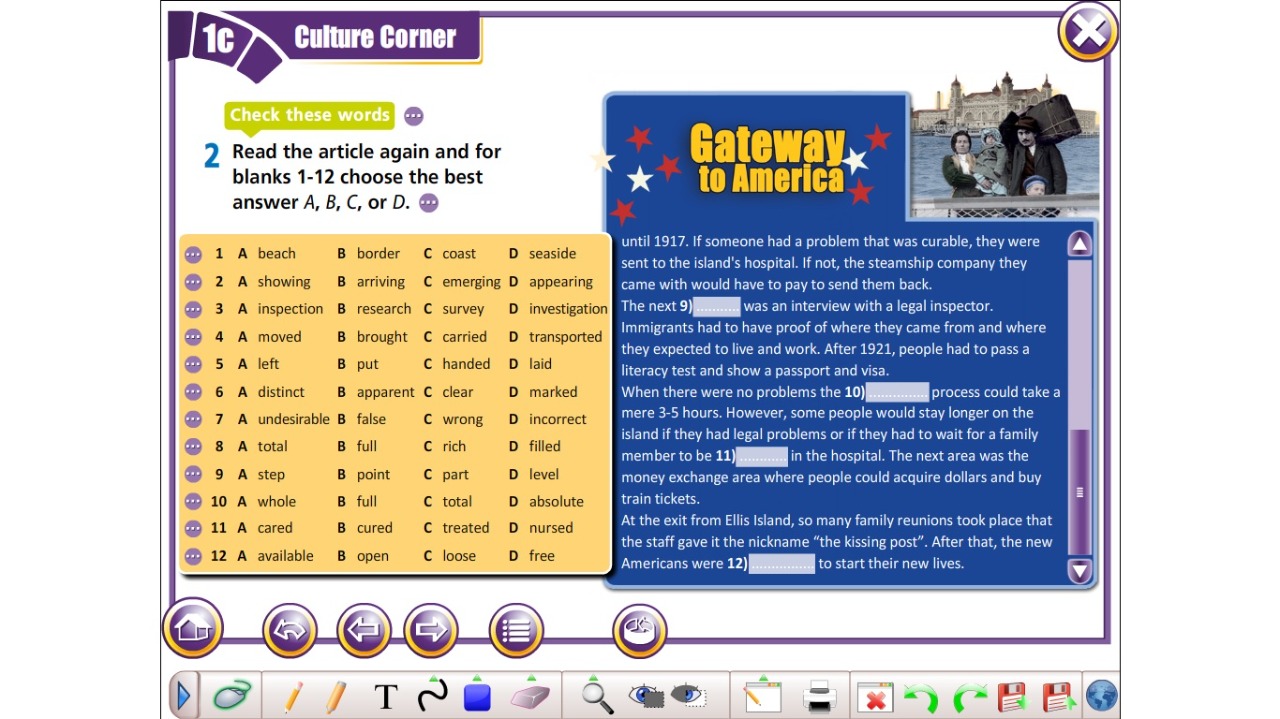 1c Culture Corner
Check these words
2 Read the article again and for
blanks 1-12 choose the best
answer A, B, C, or D.
1 A beach B border C coast D seaside
2 A showing B arriving C emerging D appearing
3 A inspection B research C survey D investigation
4 A moved B brought C carried D transported
5 A left B put C handed D laid
6 A distinct B apparent C clear D marked
7 A undesirable B false C wrong D incorrect
8 A total B full C rich D filled
9 A step B point C part D level
10 A whole B full C total D absolute
11 A cared B cured C treated D nursed
12 A available B open C loose D free
Gateway
to America
until 1917. If someone had a problem that was curable, they were
sent to the island's hospital. If not, the steamship company they
came with would have to pay to send them back.
The next 9)........... was an interview with a legal inspector.
Immigrants had to have proof of where they came from and where
they expected to live and work. After 1921, people had to pass a
literacy test and show a passport and visa.
When there were no problems the 10).............. process could take a
mere 3-5 hours. However, some people would stay longer on the
island if they had legal problems or if they had to wait for a family
member to be 11)........... in the hospital. The next area was the
money exchange area where people could acquire dollars and buy
train tickets.
At the exit from Ellis Island, so many family reunions took place that
the staff gave it the nickname “the kissing post”. After that, the new
Americans were 12).............. to start their new lives.
T